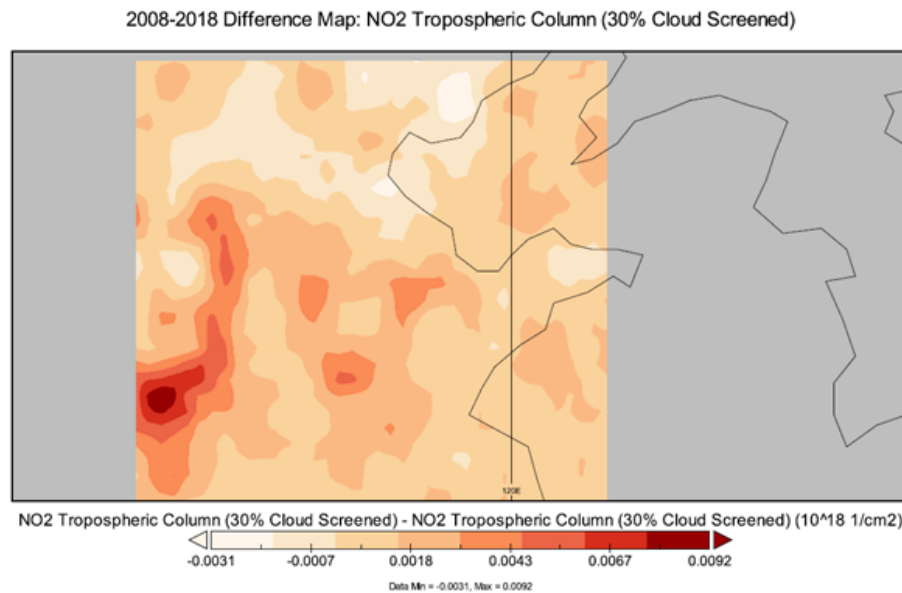 2008-2018 Difference Map: NO2 Tropospheric Column (30% Cloud Screened)
120E
NO2 Tropospheric Column (30% Cloud Screened) - NO2 Tropospheric Column (30% Cloud Screened) (10^18 1/cm2)
-0.0031 -0.0007 0.0018 0.0043 0.0067 0.0092
Data Min = -0.0031, Max = 0.0092